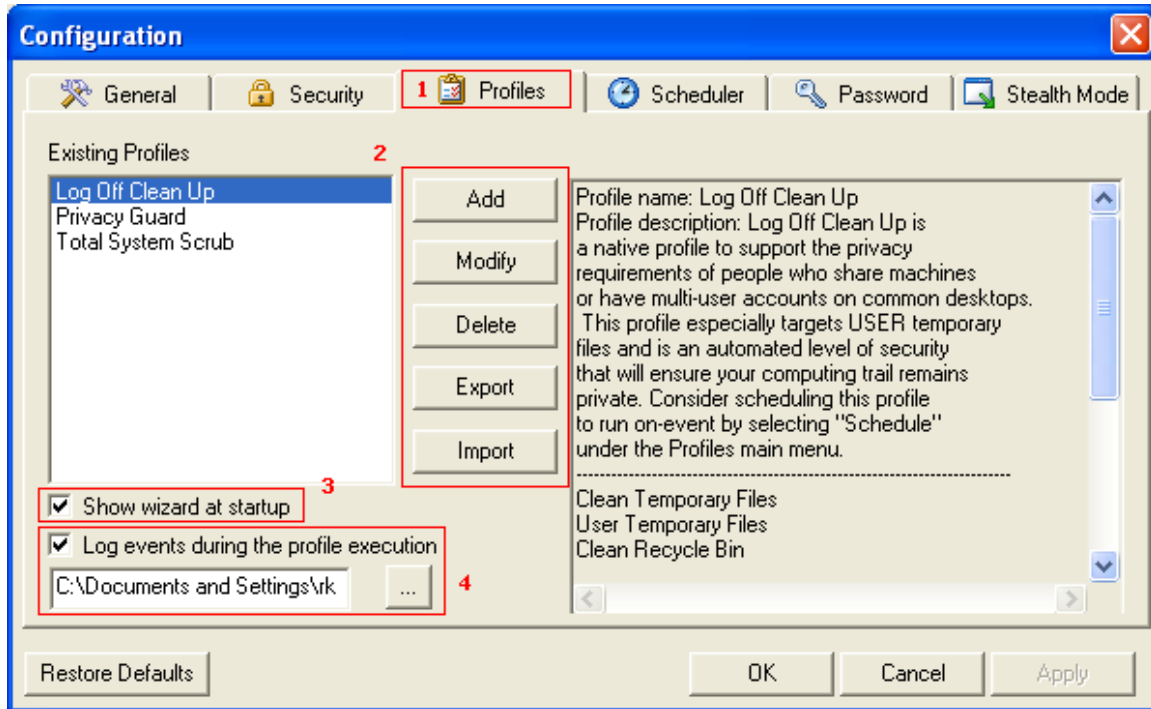 Configuration
General
Security
1 Profiles
Scheduler
Password
Stealth Mode
Existing Profiles
2
Log Off Clean Up
Privacy Guard
Total System Scrub
Add
Modify
Delete
Export
Import
Profile name: Log Off Clean Up
Profile description: Log Off Clean Up is
a native profile to support the privacy
requirements of people who share machines
or have multi-user accounts on common desktops.
This profile especially targets USER temporary
files and is an automated level of security
that will ensure your computing trail remains
private. Consider scheduling this profile
to run on-event by selecting "Schedule"
under the Profiles main menu.
--------------------------------------------------------------------
Clean Temporary Files
User Temporary Files
Clean Recycle Bin
3
Show wizard at startup
Log events during the profile execution
C:\Documents and Settings\rk
...
4
Restore Defaults
OK
Cancel
Apply